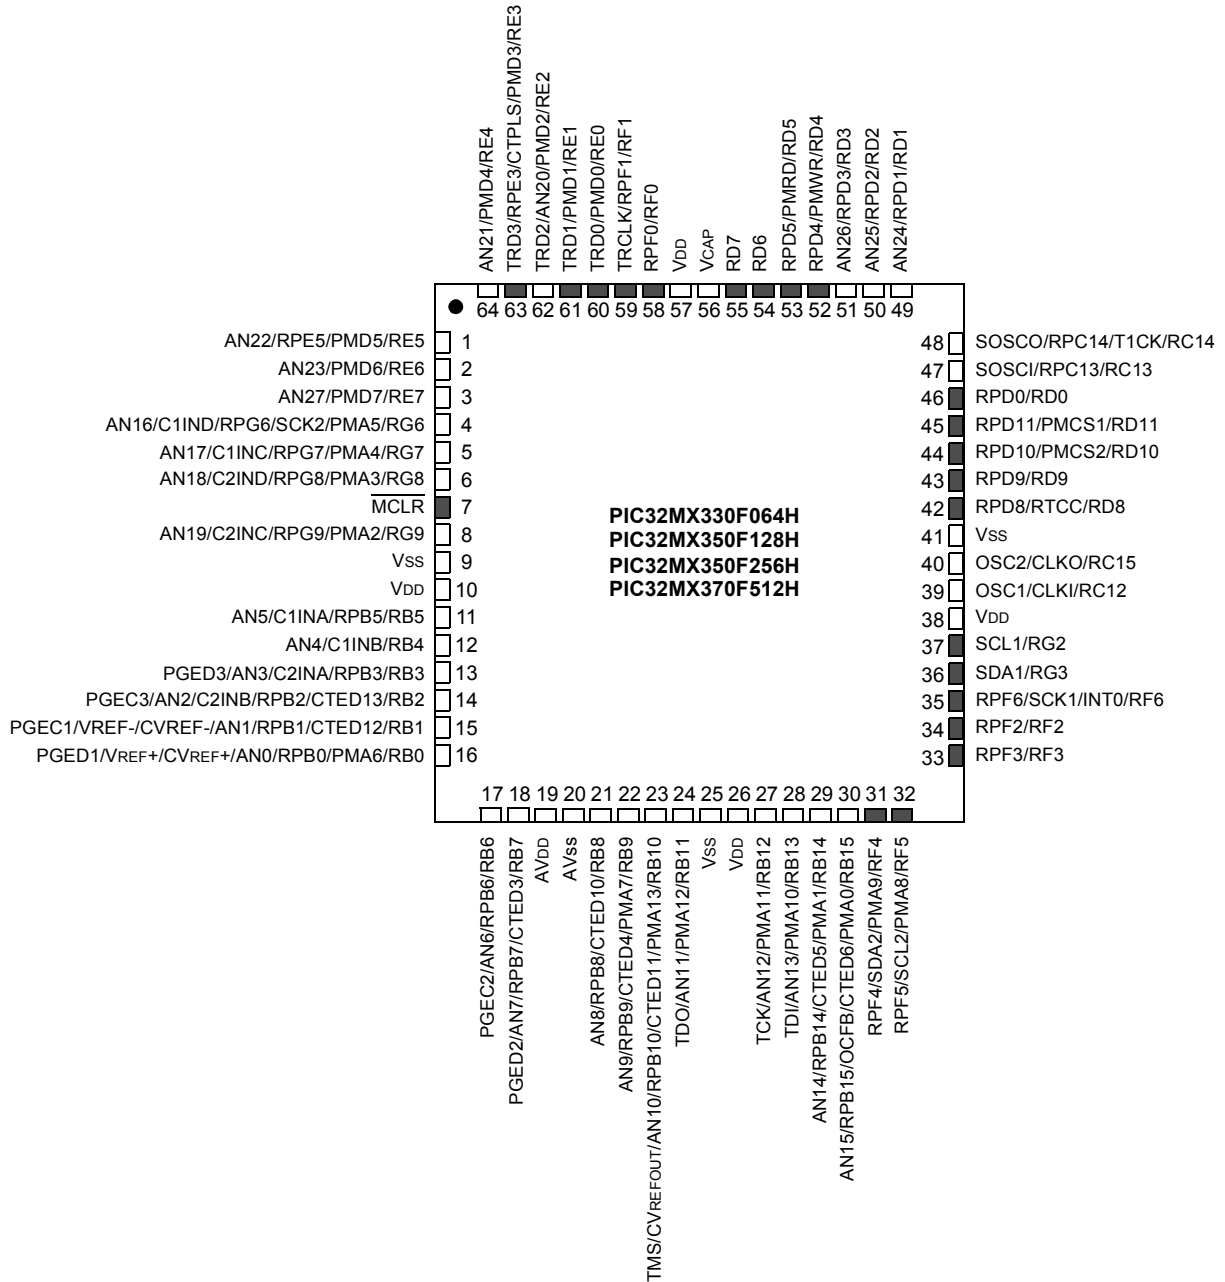 AN21/PMD4/RE4
TRD3/RPE3/CTPLS/PMD3/RE3
TRD2/AN20/PMD2/RE2
TRD1/PMD1/RE1
TRD0/PMD0/RE0
TRCLK/RPF1/RF1
RPF0/RF0
VDD
VCAP
RD7
RD6
RPD5/PMRD/RD5
RPD4/PMWR/RD4
AN26/RPD3/RD3
AN25/RPD2/RD2
AN24/RPD1/RD1
64 63 62 61 60 59 58 57 56 55 54 53 52 51 50 49
AN22/RPE5/PMD5/RE5 1
AN23/PMD6/RE6 2
AN27/PMD7/RE7 3
AN16/C1IND/RPG6/SCK2/PMA5/RG6 4
AN17/C1INC/RPG7/PMA4/RG7 5
AN18/C2IND/RPG8/PMA3/RG8 6
MCLR 7
AN19/C2INC/RPG9/PMA2/RG9 8
VSS 9
VDD 10
AN5/C1INA/RPB5/RB5 11
AN4/C1INB/RB4 12
PGED3/AN3/C2INA/RPB3/RB3 13
PGEC3/AN2/C2INB/RPB2/CTED13/RB2 14
PGEC1/VREF-/CVREF-/AN1/RPB1/CTED12/RB1 15
PGED1/VREF+/CVREF+/AN0/RPB0/PMA6/RB0 16
PIC32MX330F064H
PIC32MX350F128H
PIC32MX350F256H
PIC32MX370F512H
48 SOSCO/RPC14/T1CK/RC14
47 SOSCI/RPC13/RC13
46 RPD0/RD0
45 RPD11/PMCS1/RD11
44 RPD10/PMCS2/RD10
43 RPD9/RD9
42 RPD8/RTCC/RD8
41 VSS
40 OSC2/CLKO/RC15
39 OSC1/CLKI/RC12
38 VDD
37 SCL1/RG2
36 SDA1/RG3
35 RPF6/SCK1/INT0/RF6
34 RPF2/RF2
33 RPF3/RF3
17 18 19 20 21 22 23 24 25 26 27 28 29 30 31 32
PGEC2/AN6/RPB6/RB6
PGED2/AN7/RPB7/CTED3/RB7
AVDD
AVss
AN8/RPB8/CTED10/RB8
AN9/RPB9/CTED4/PMA7/RB9
TMS/CVREFOUT/AN10/RPB10/CTED11/PMA13/RB10
TDO/AN11/PMA12/RB11
VSS
VDD
TCK/AN12/PMA11/RB12
TDI/AN13/PMA10/RB13
AN14/RPB14/CTED5/PMA1/RB14
AN15/RPB15/OCFB/CTED6/PMA0/RB15
RPF4/SDA2/PMA9/RF4
RPF5/SCL2/PMA8/RF5